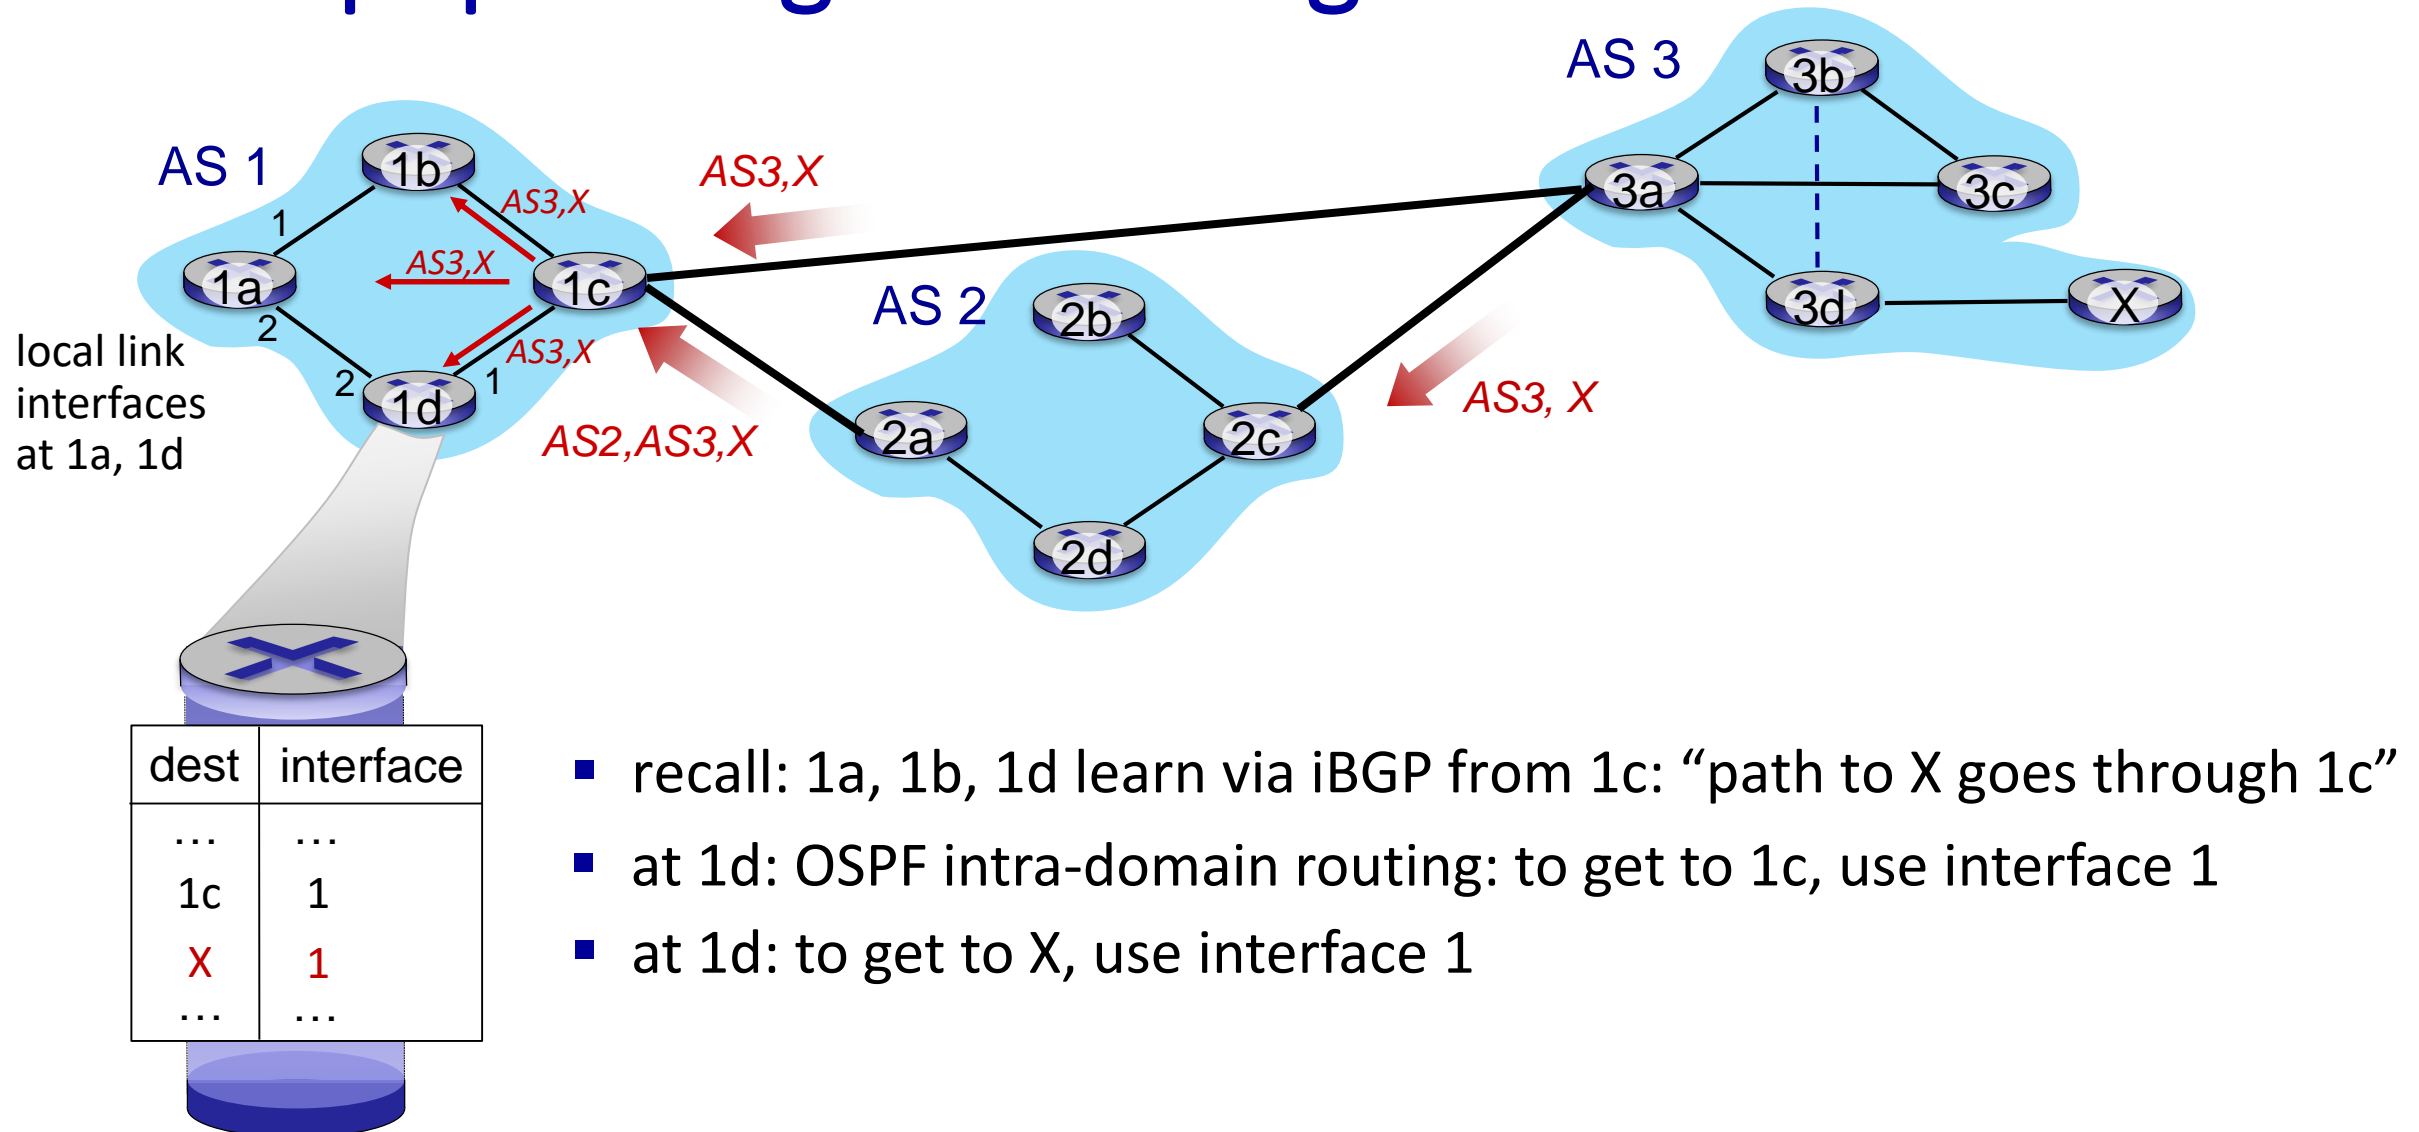 AS 3
3b
AS 1
1b
AS3,X
3a
3c
AS3,X
1
AS3,X
1a
1c
AS 2
2b
3d
X
2
local link
interfaces
at 1a, 1d
AS3,X
2
1
1d
AS3, X
AS2,AS3,X
2a
2c
2d
dest interface
... ...
1c 1
X 1
... ...
▪ recall: 1a, 1b, 1d learn via iBGP from 1c: “path to X goes through 1c”
▪ at 1d: OSPF intra-domain routing: to get to 1c, use interface 1
▪ at 1d: to get to X, use interface 1